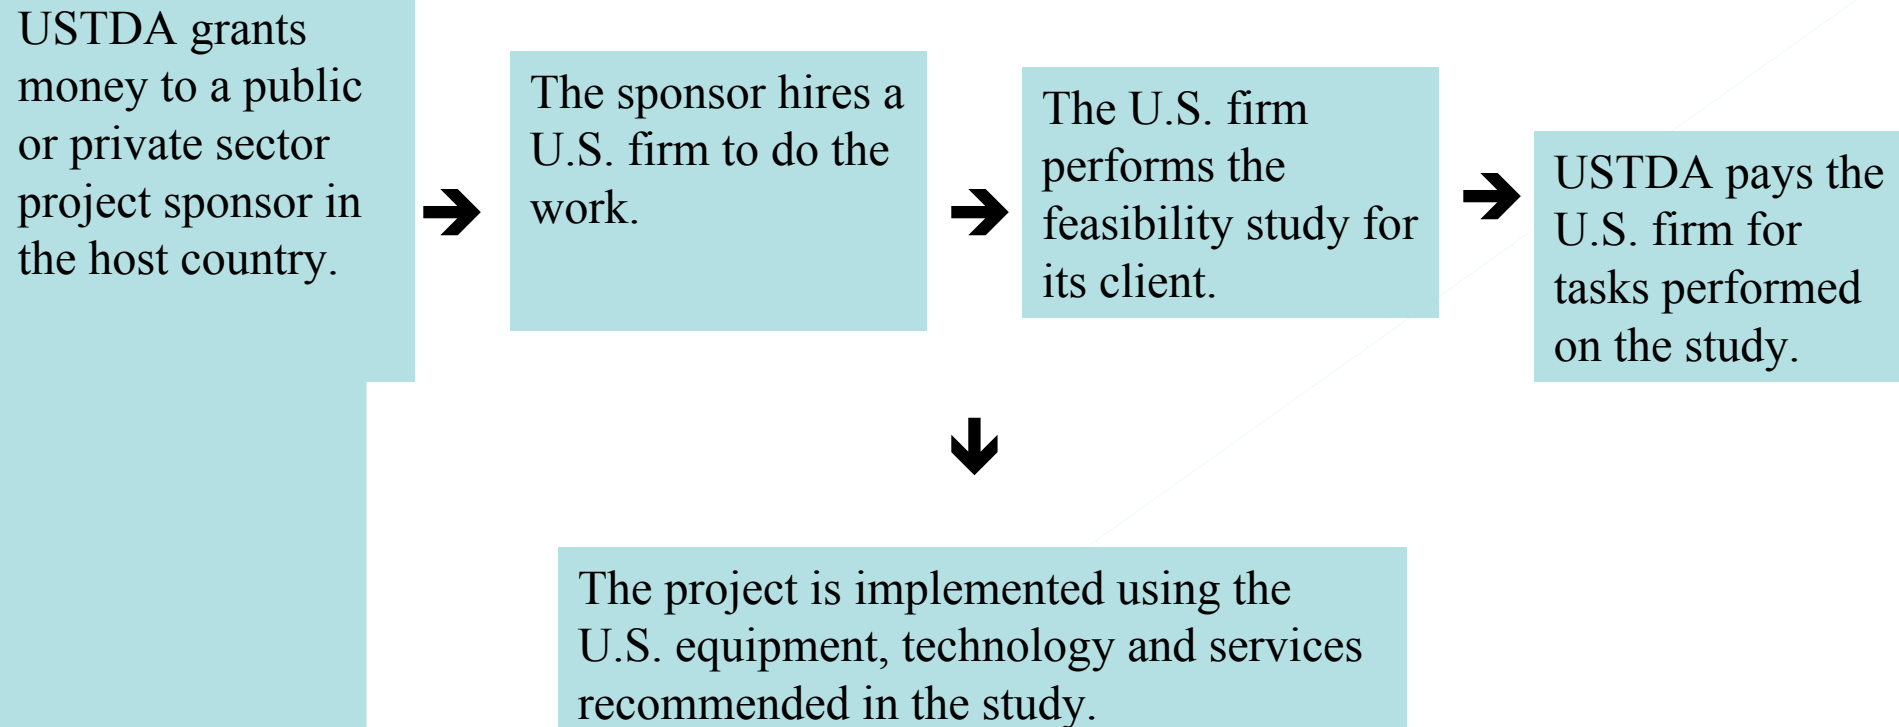 USTDA grants
money to a public
or private sector
project sponsor in
the host country.
The sponsor hires a
U.S. firm to do the
work.
The U.S. firm
performs the
feasibility study for
its client.
USTDA pays the
U.S. firm for
tasks performed
on the study.
The project is implemented using the
U.S. equipment, technology and services
recommended in the study.